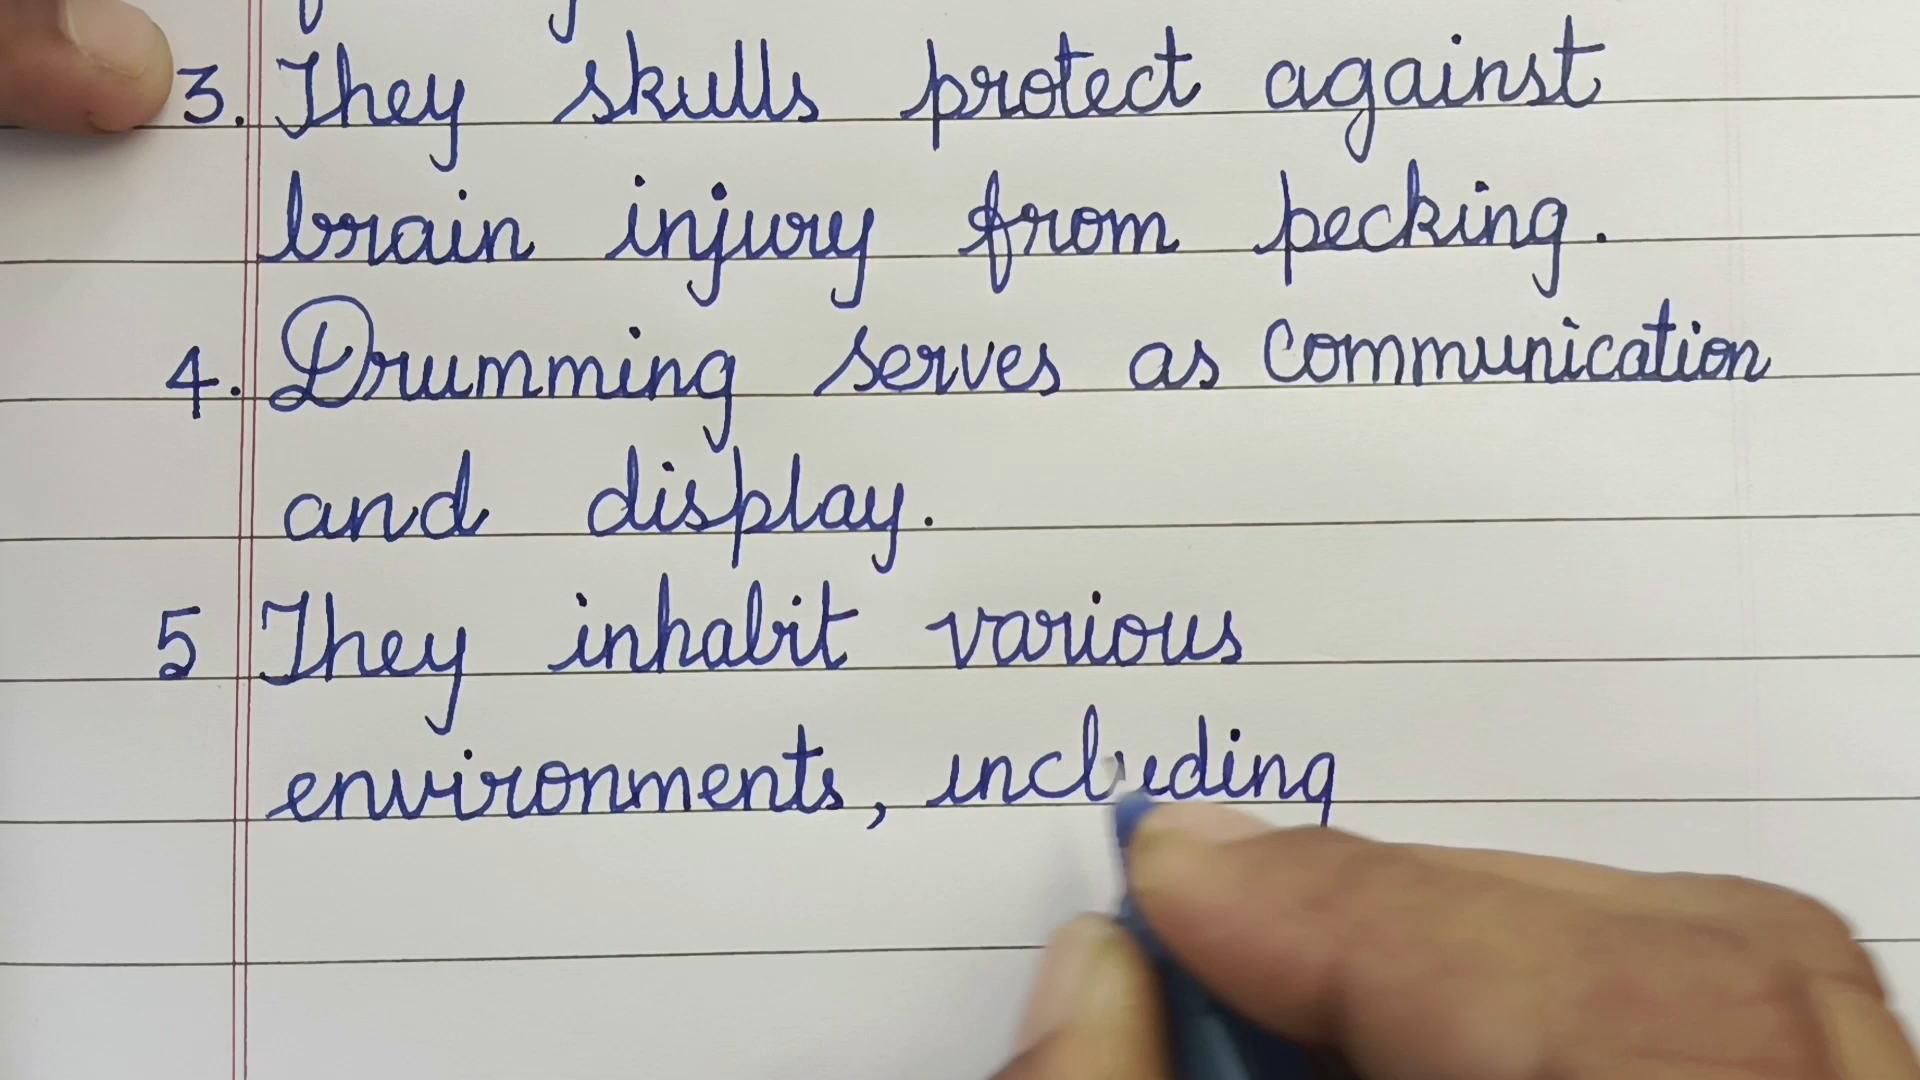 3. They skulls protect against
brain injury from pecking.
4. Drumming serves as communication
and display.
5 They inhabit various
environments, including